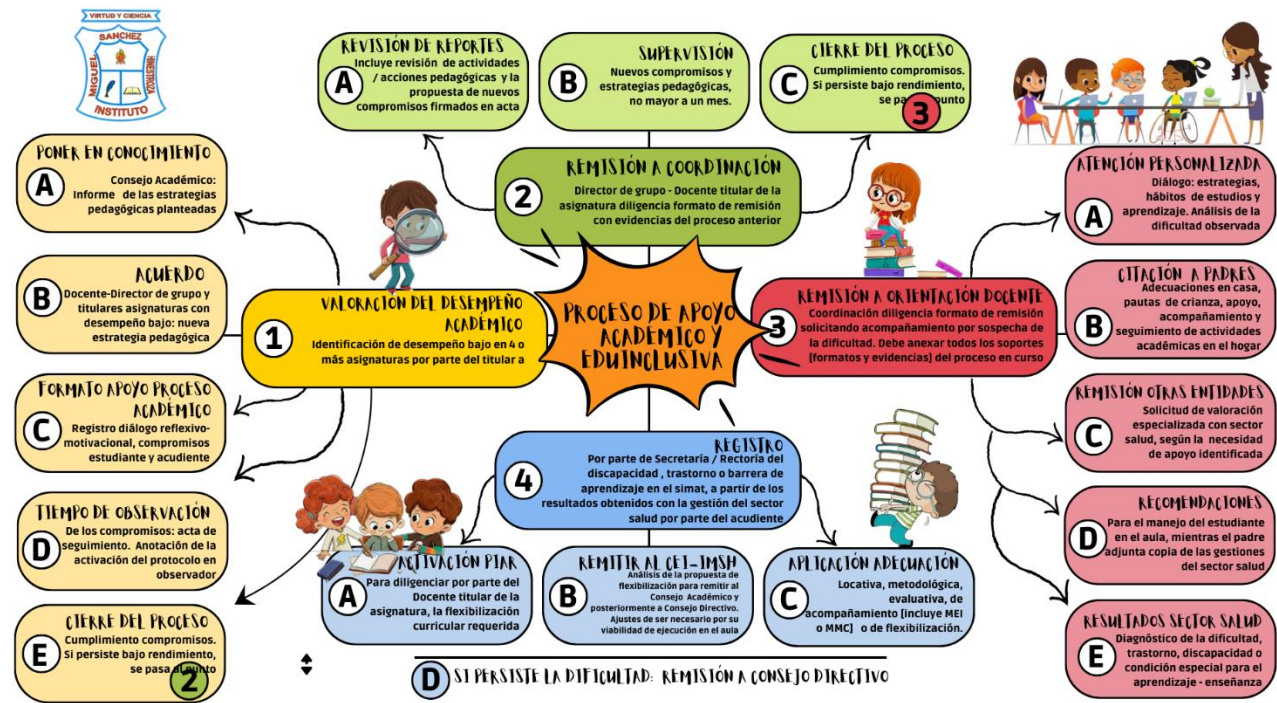 VIRTUD Y CIENCIA
SANCHEZ
MIGUEL
HINESTROZA
INSTITUTO
PROCESO DE APOYO
ACADÉMICO Y
EDUINCLUSIVA
1
VALORACIÓN DEL DESEMPEÑO
ACADÉMICO
Identificación de desempeño bajo en 4 o
más asignaturas por parte del titular a
A
PONER EN CONOCIMIENTO
Consejo Académico:
Informe de las estrategias
pedagógicas planteadas
B
ACUERDO
Docente-Director de grupo y
titulares asignaturas con
desempeño bajo: nueva
estrategia pedagógica
C
FORMATO APOYO PROCESO
ACADÉMICO
Registro diálogo reflexivo-
motivacional, compromisos
estudiante y acudiente
D
TIEMPO DE OBSERVACIÓN
De los compromisos: acta de
seguimiento. Anotación de la
activación del protocolo en
observador
E
CIERRE DEL PROCESO
Cumplimiento compromisos.
Si persiste bajo rendimiento,
se pasa al punto
2
2
REMISIÓN A COORDINACIÓN
Director de grupo - Docente titular de la
asignatura diligencia formato de remisión
con evidencias del proceso anterior
A
REVISIÓN DE REPORTES
Incluye revisión de actividades
/ acciones pedagógicas y la
propuesta de nuevos
compromisos firmados en acta
B
SUPERVISIÓN
Nuevos compromisos y
estrategias pedagógicas,
no mayor a un mes.
C
CIERRE DEL PROCESO
Cumplimiento compromisos.
Si persiste bajo rendimiento,
se punto
3
3
REMISIÓN A ORIENTACIÓN DOCENTE
Coordinación diligencia formato de remisión
solicitando acompañamiento por sospecha de
la dificultad. Debe anexar todos los soportes
[formatos y evidencias] del proceso en curso
A
ATENCIÓN PERSONALIZADA
Diálogo: estrategias,
hábitos de estudios y
aprendizaje. Análisis de la
dificultad observada
B
CITACIÓN A PADRES
Adecuaciones en casa,
pautas de crianza, apoyo,
acompañamiento y
seguimiento de actividades
académicas en el hogar
C
REMISIÓN OTRAS ENTIDADES
Solicitud de valoración
especializada con sector
salud, según la necesidad
de apoyo identificada
D
RECOMENDACIONES
Para el manejo del estudiante
en el aula, mientras el padre
adjunta copia de las gestiones
del sector salud
E
RESULTADOS SECTOR SALUD
Diagnóstico de la dificultad,
trastorno, discapacidad o
condición especial para el
aprendizaje - enseñanza
4
REGISTRO
Por parte de Secretaría / Rectoría del
discapacidad , trastorno o barrera de
aprendizaje en el simat, a partir de los
resultados obtenidos con la gestión del sector
salud por parte del acudiente
A
ACTIVACIÓN PIAR
Para diligenciar por parte del
Docente titular de la
asignatura, la flexibilización
curricular requerida
B
REMITIR AL CEI-IMSH
Análisis de la propuesta de
flexibilización para remitir al
Consejo Académico y
posteriormente a Consejo Directivo.
Ajustes de ser necesario por su
viabilidad de ejecución en el aula
C
APLICACIÓN ADECUACIÓN
Locativa, metodológica,
evaluativa, de
acompañamiento [incluye MEI
o MMC] o de flexibilización.
D
SI PERSISTE LA DIFICULTAD: REMISIÓN A CONSEJO DIRECTIVO